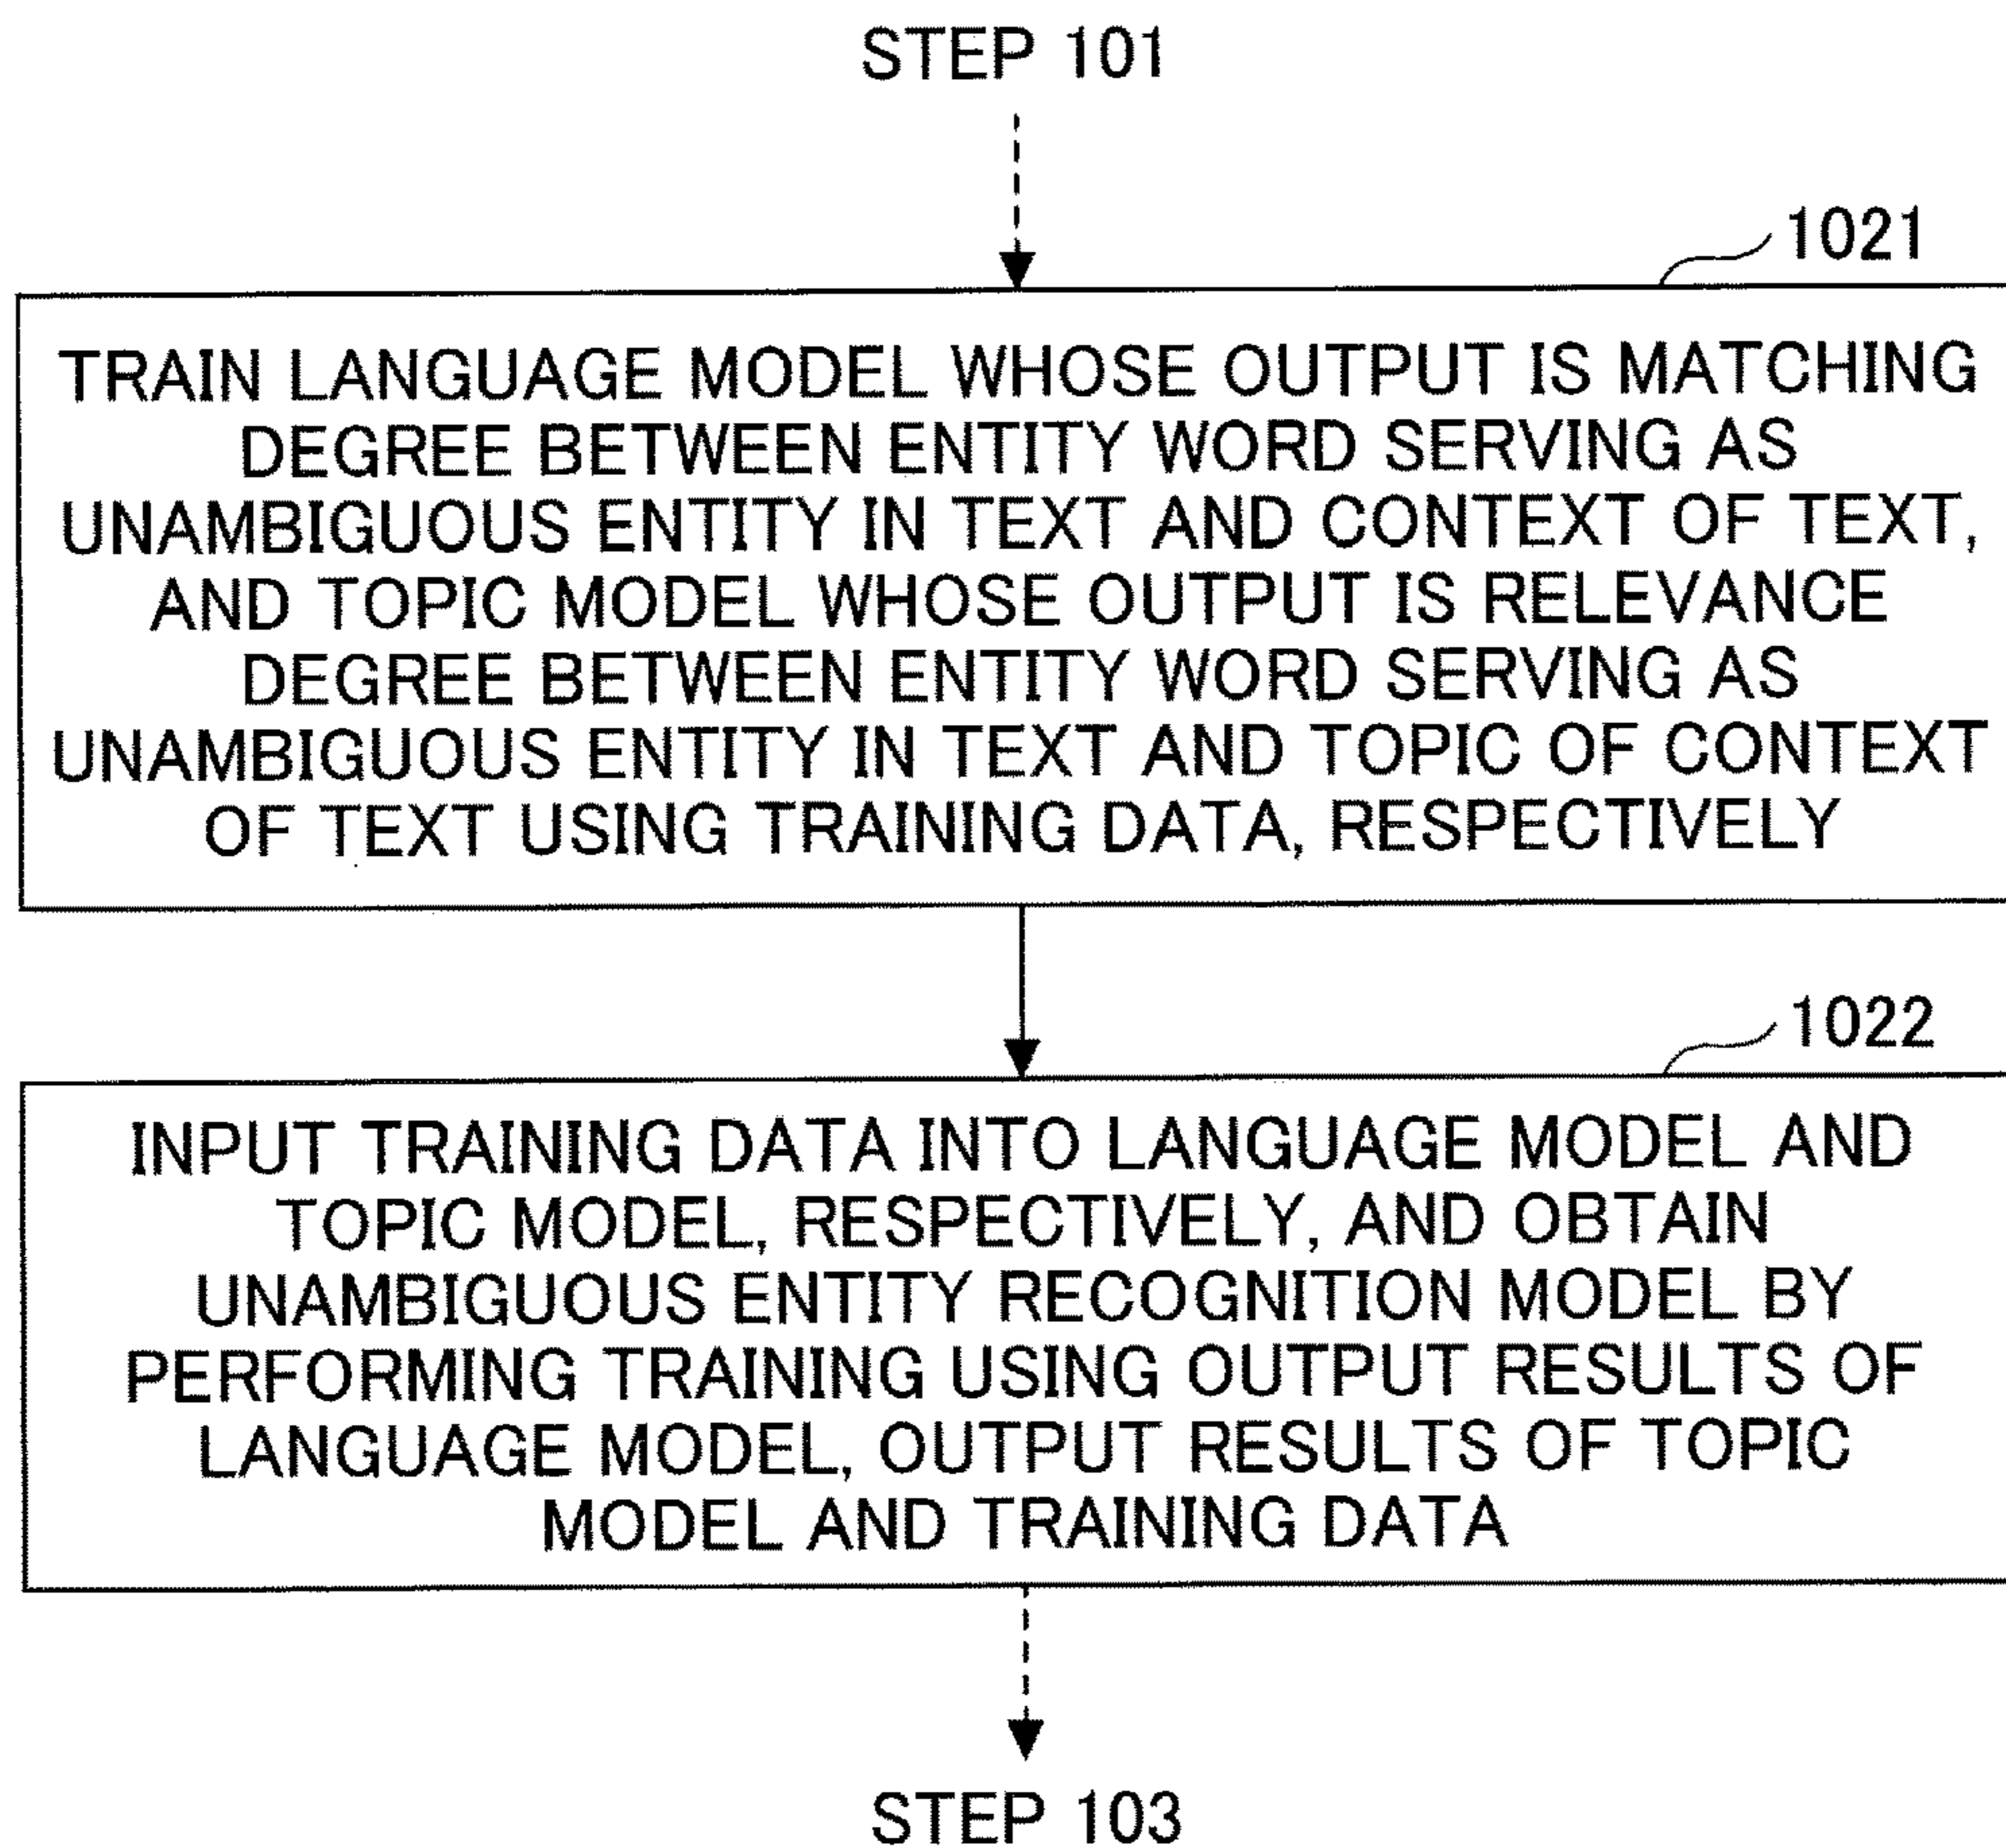 STEP 101
1021
TRAIN LANGUAGE MODEL WHOSE OUTPUT IS MATCHING
DEGREE BETWEEN ENTITY WORD SERVING AS
UNAMBIGUOUS ENTITY IN TEXT AND CONTEXT OF TEXT,
AND TOPIC MODEL WHOSE OUTPUT IS RELEVANCE
DEGREE BETWEEN ENTITY WORD SERVING AS
UNAMBIGUOUS ENTITY IN TEXT AND TOPIC OF CONTEXT
OF TEXT USING TRAINING DATA, RESPECTIVELY
1022
INPUT TRAINING DATA INTO LANGUAGE MODEL AND
TOPIC MODEL, RESPECTIVELY, AND OBTAIN
UNAMBIGUOUS ENTITY RECOGNITION MODEL BY
PERFORMING TRAINING USING OUTPUT RESULTS OF
LANGUAGE MODEL, OUTPUT RESULTS OF TOPIC
MODEL AND TRAINING DATA
STEP 103